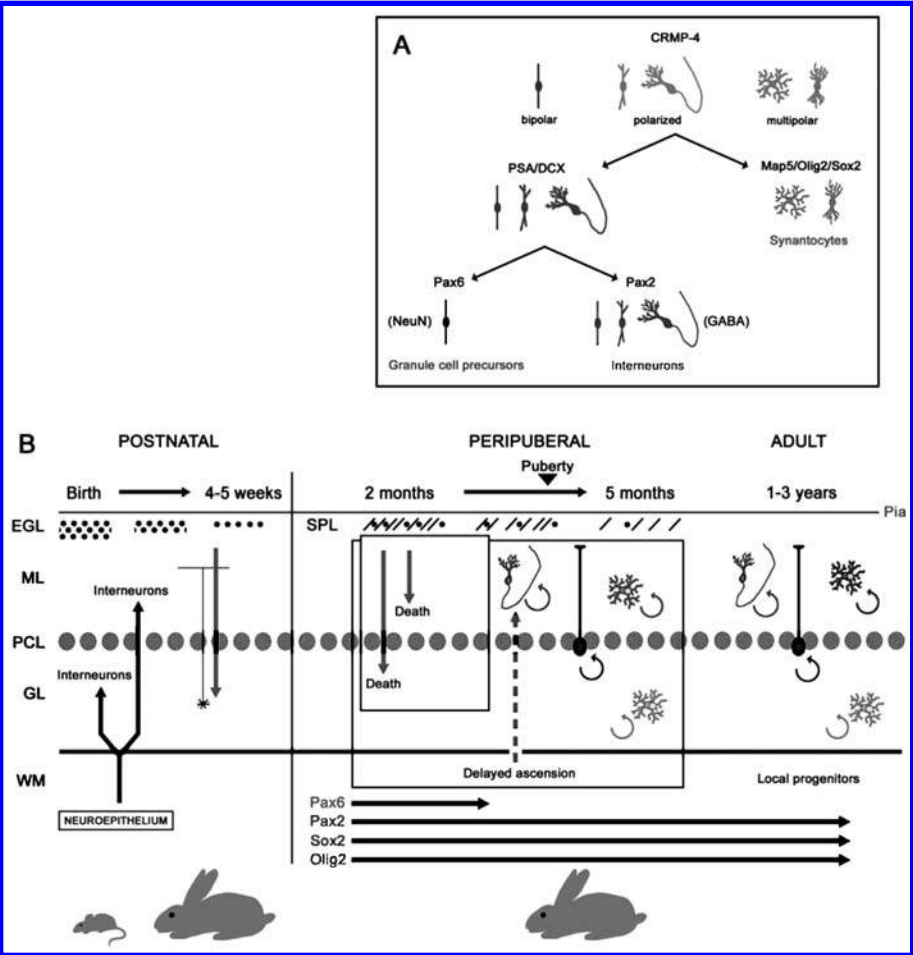 A
CRMP-4
bipolar
polarized
multipolar
PSA/DCX
Map5/Olig2/Sox2
Synantocytes
Pax6
Pax2
(NeuN)
(GABA)
Granule cell precursors
Interneurons
B
POSTNATAL
PERIPUBERAL
ADULT
Puberty
Birth
4-5 weeks
2 months
5 months
1-3 years
Pia
EGL
SPL
ML
Interneurons
Death
PCL
Interneurons
Death
GL
WM
Delayed ascension
Local progenitors
NEUROEPITHELIUM
Pax6
Pax2
Sox2
Olig2